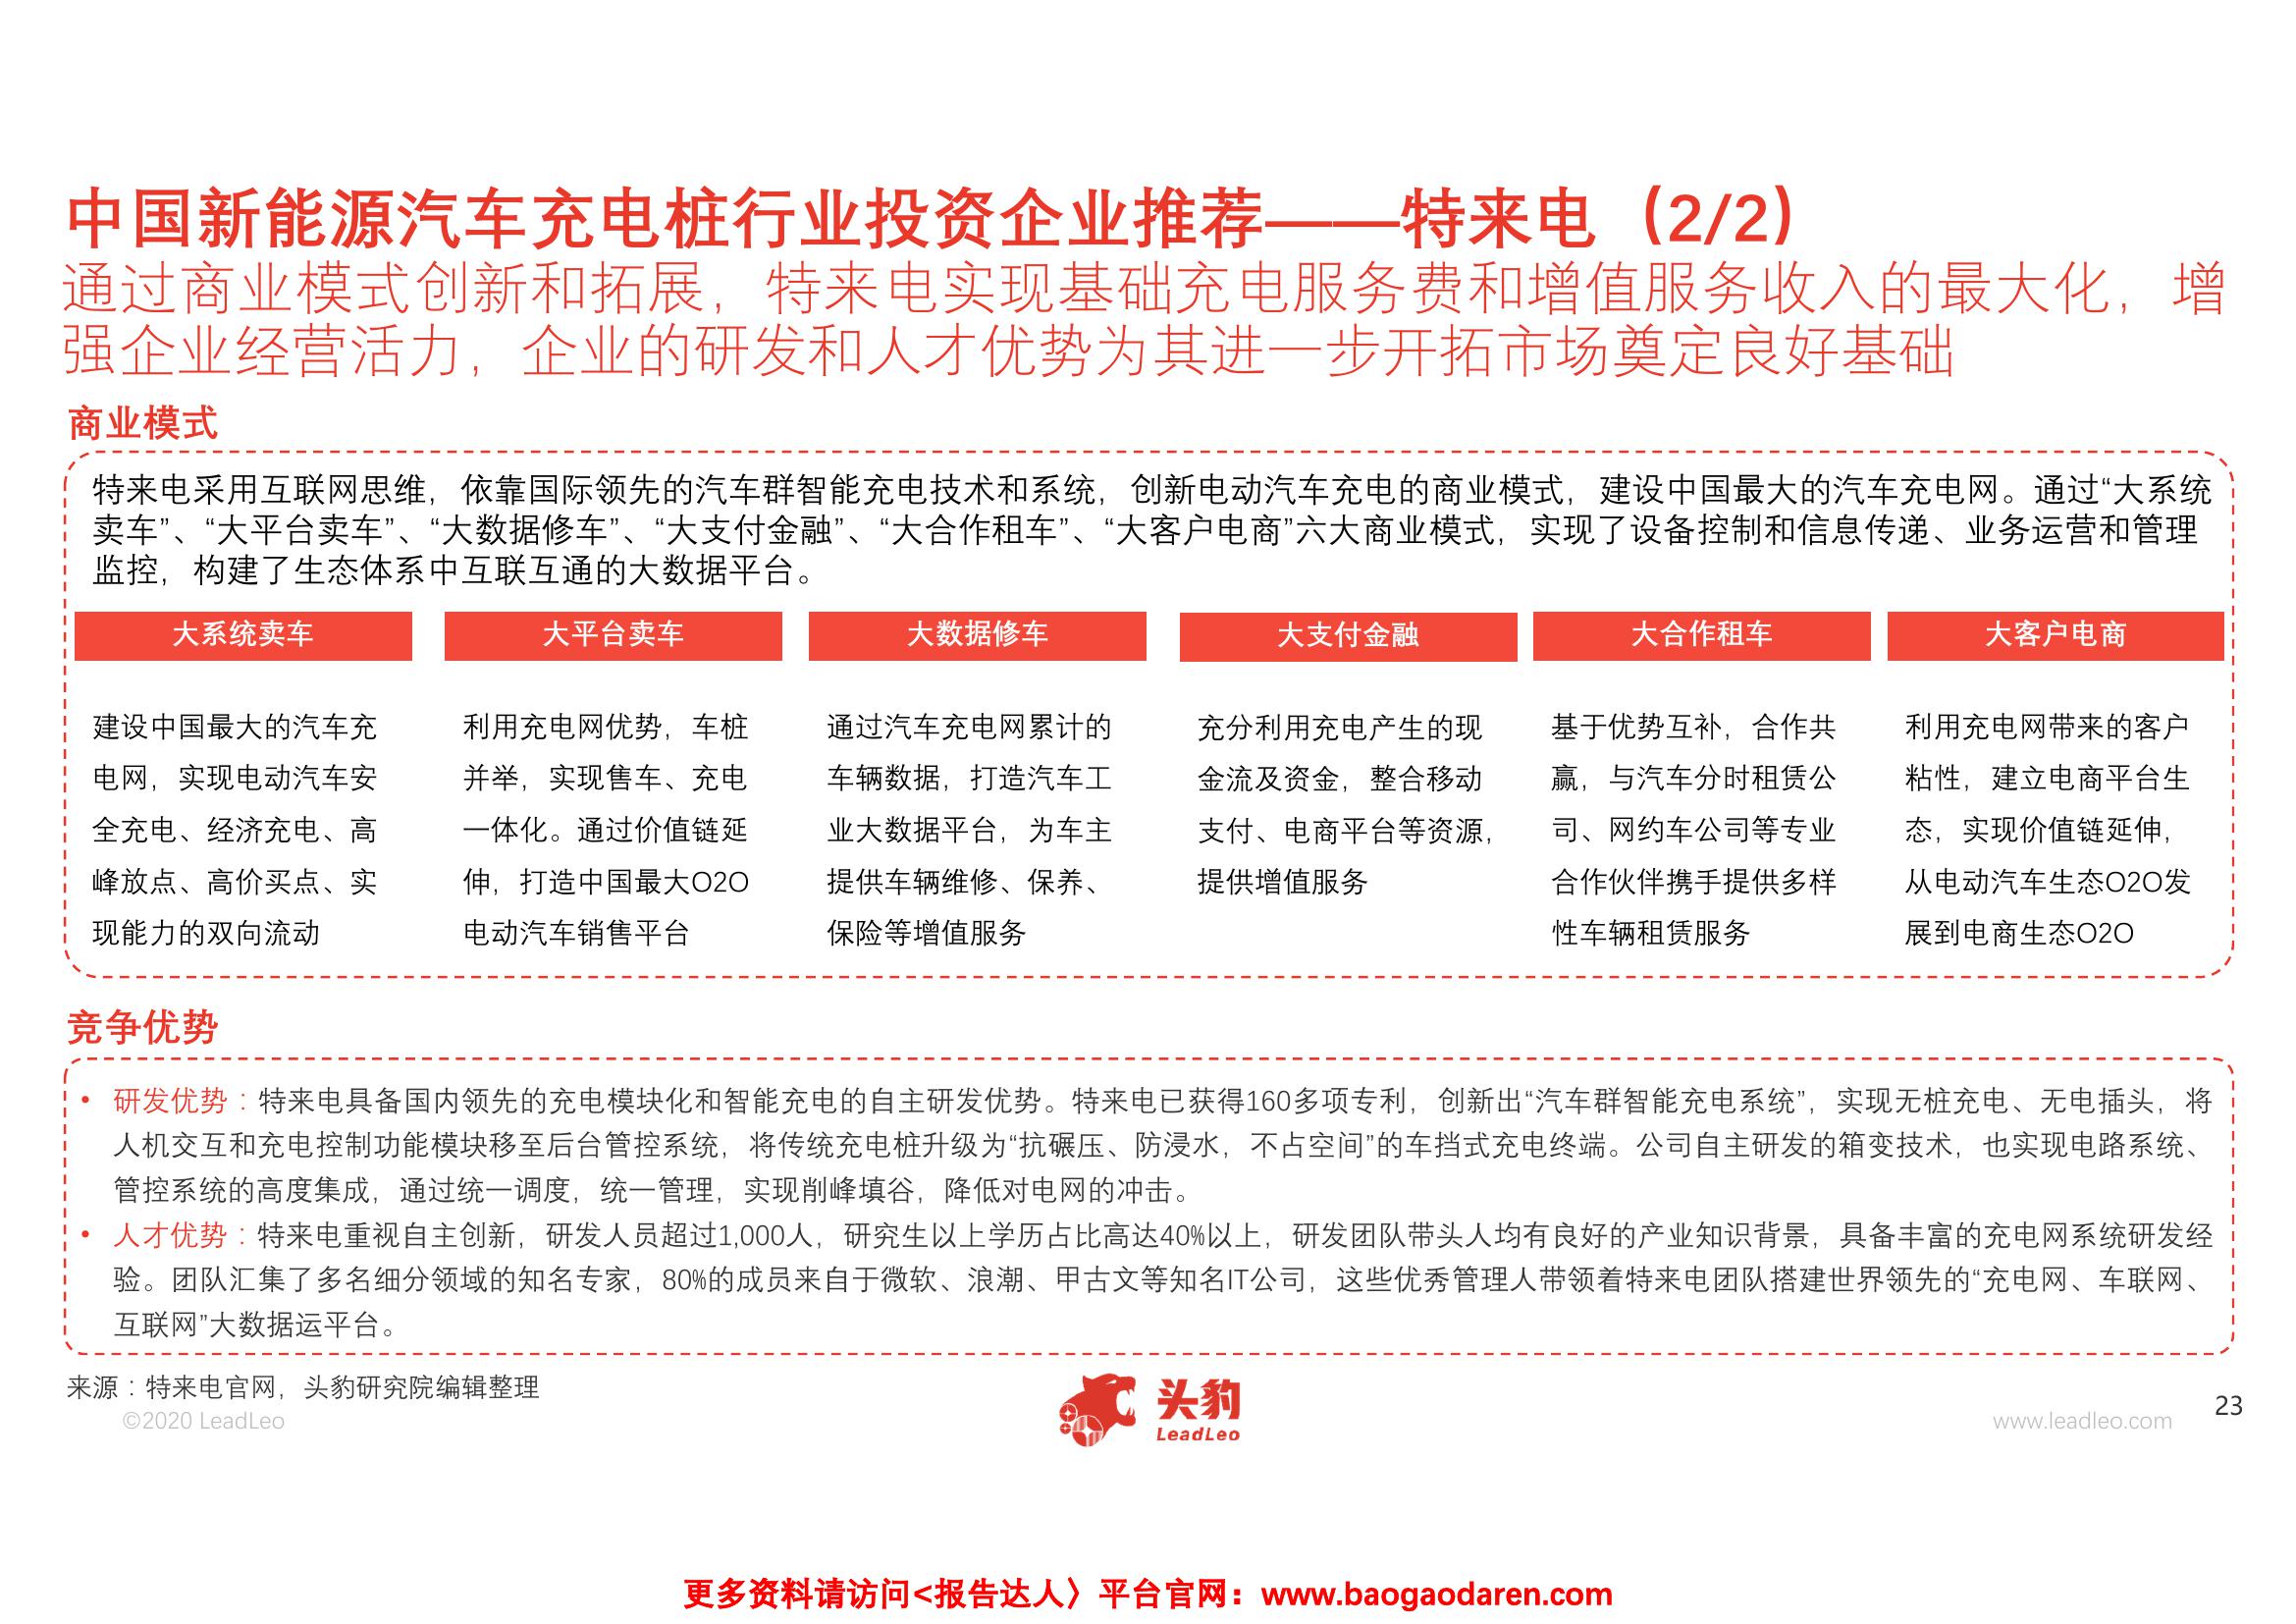 中国新能源汽车充电桩行业投资企业推荐——特来电（2/2）
通过商业模式创新和拓展，特来电实现基础充电服务费和增值服务收入的最大化，增
强企业经营活力，企业的研发和人才优势为其进一步开拓市场奠定良好基础
商业模式
特来电采用互联网思维，依靠国际领先的汽车群智能充电技术和系统，创新电动汽车充电的商业模式，建设中国最大的汽车充电网。通过“大系统
卖车”、“大平台卖车”、“大数据修车”、“大支付金融”、“大合作租车”、“大客户电商”六大商业模式，实现了设备控制和信息传递、业务运营和管理
监控，构建了生态体系中互联互通的大数据平台。
大系统卖车
建设中国最大的汽车充
电网，实现电动汽车安
全充电、经济充电、高
峰放点、高价买点、实
现能力的双向流动
大平台卖车
利用充电网优势，车桩
并举，实现售车、充电
一体化。通过价值链延
伸，打造中国最大O2O
电动汽车销售平台
大数据修车
通过汽车充电网累计的
车辆数据，打造汽车工
业大数据平台，为车主
提供车辆维修、保养、
保险等增值服务
大支付金融
充分利用充电产生的现
金流及资金，整合移动
支付、电商平台等资源，
提供增值服务
大合作租车
基于优势互补，合作共
赢，与汽车分时租赁公
司、网约车公司等专业
合作伙伴携手提供多样
性车辆租赁服务
大客户电商
利用充电网带来的客户
粘性，建立电商平台生
态，实现价值链延伸，
从电动汽车生态O2O发
展到电商生态O2O
竞争优势
• 研发优势：特来电具备国内领先的充电模块化和智能充电的自主研发优势。特来电已获得160多项专利，创新出“汽车群智能充电系统”，实现无桩充电、无电插头，将
人机交互和充电控制功能模块移至后台管控系统，将传统充电桩升级为“抗碾压、防浸水，不占空间”的车挡式充电终端。公司自主研发的箱变技术，也实现电路系统、
管控系统的高度集成，通过统一调度，统一管理，实现削峰填谷，降低对电网的冲击。
• 人才优势：特来电重视自主创新，研发人员超过1,000人，研究生以上学历占比高达40%以上，研发团队带头人均有良好的产业知识背景，具备丰富的充电网系统研发经
验。团队汇集了多名细分领域的知名专家，80%的成员来自于微软、浪潮、甲古文等知名IT公司，这些优秀管理人带领着特来电团队搭建世界领先的“充电网、车联网、
互联网”大数据运平台。
来源：特来电官网，头豹研究院编辑整理
©2020 LeadLeo
头豹
LeadLeo
www.leadleo.com
23
更多资料请访问<报告达人〉平台官网：www.baogaodaren.com